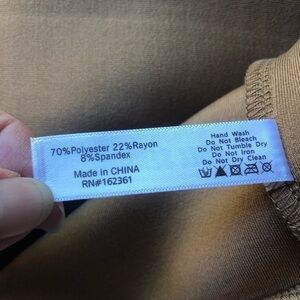 70%Polyester 22%Rayon
8%Spandex
Made in CHINA
RN#162361
Hand Wash
Do Not Bleach
Do Not Tumble Dry
Do Not Iron
Do Not Dry Clean